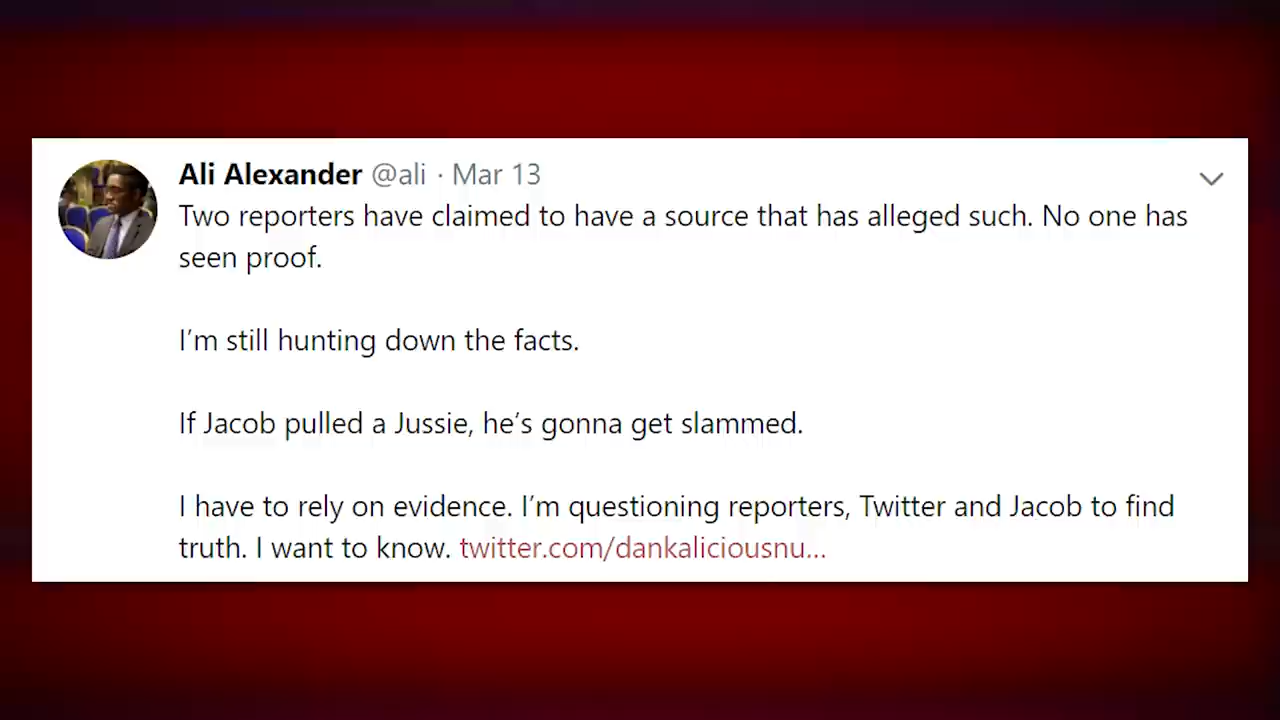 Ali Alexander @ali · Mar 13
Two reporters have claimed to have a source that has alleged such. No one has
seen proof.
I’m still hunting down the facts.
If Jacob pulled a Jussie, he’s gonna get slammed.
I have to rely on evidence. I’m questioning reporters, Twitter and Jacob to find
truth. I want to know. twitter.com/dankaliciousnu...